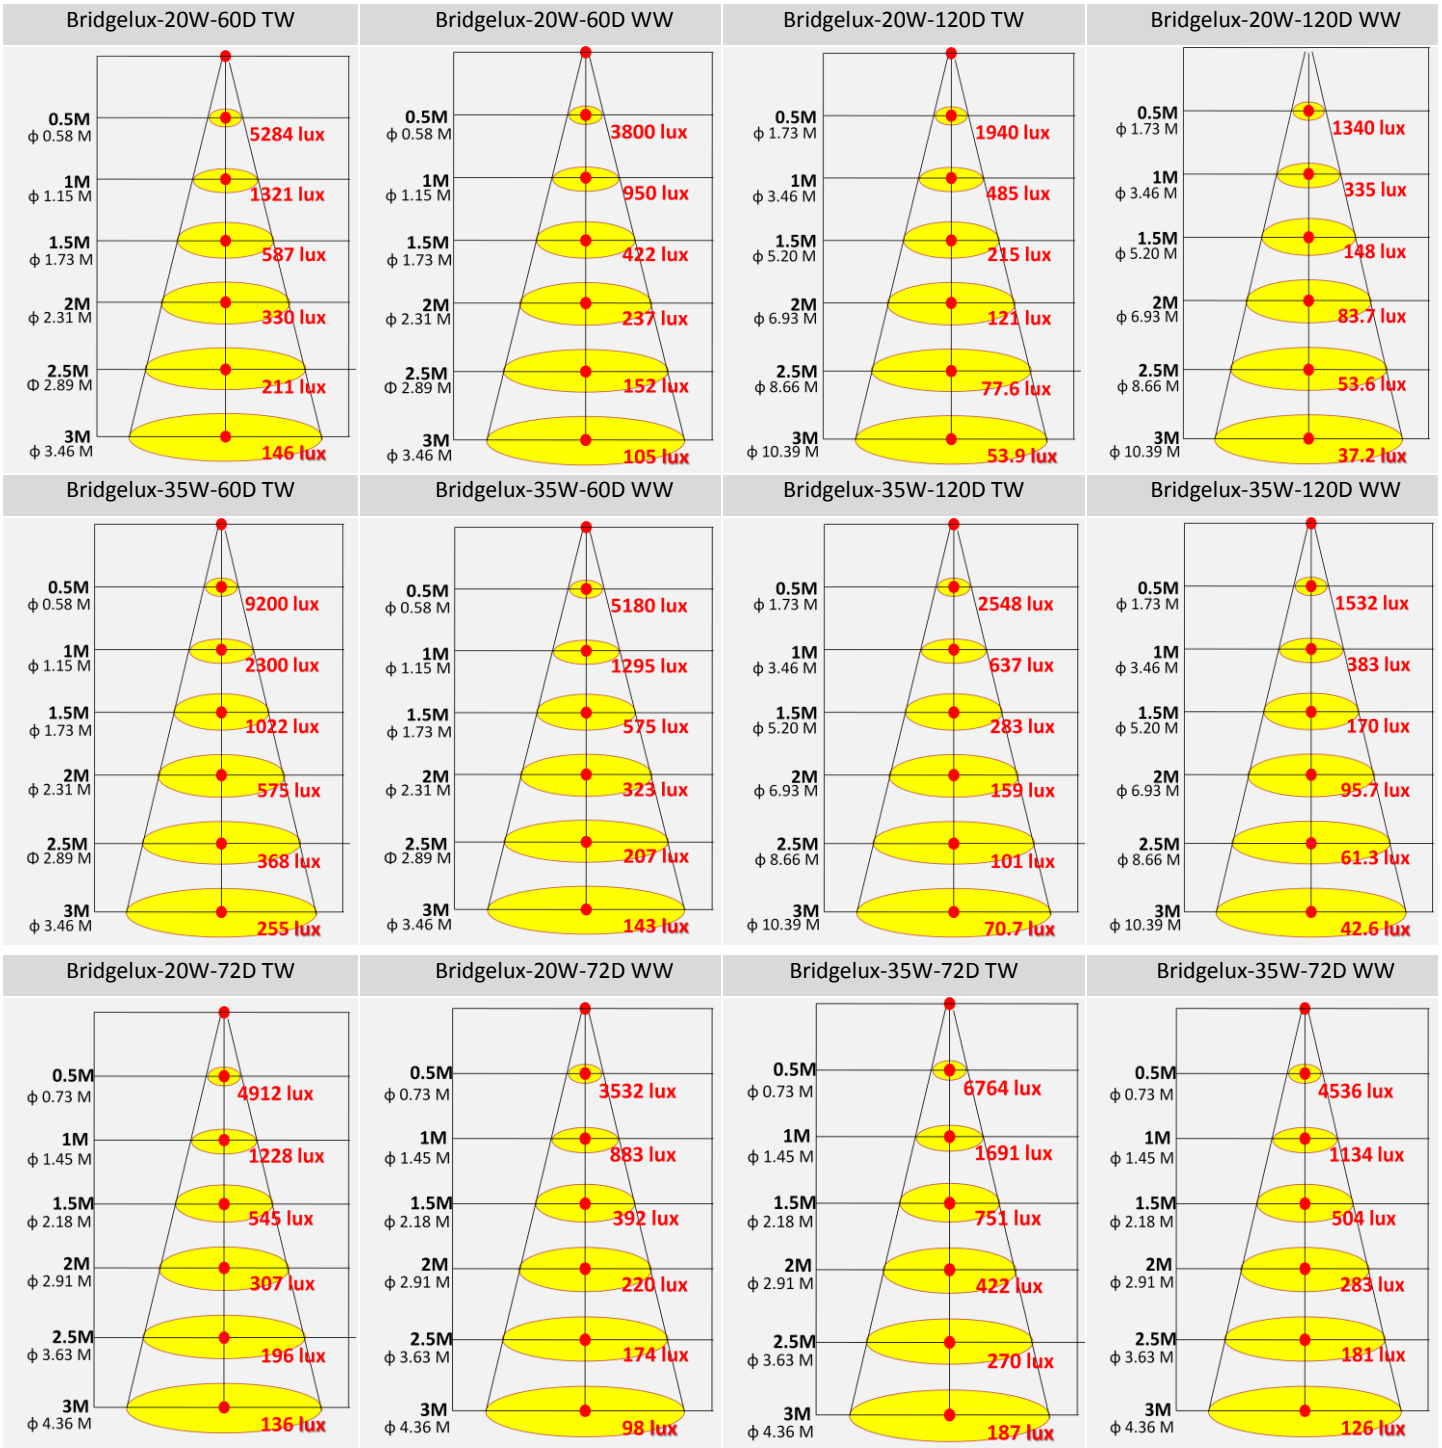 Bridgelux-20W-60D TW
0.5M
ϕ 0.58 M
5284 lux
1M
ϕ 1.15 M
1321 lux
1.5M
ϕ 1.73 M
587 lux
2M
ϕ 2.31 M
330 lux
2.5M
Φ 2.89 M
211 lux
3M
ϕ 3.46 M
146 lux
Bridgelux-20W-60D WW
0.5M
ϕ 0.58 M
3800 lux
1M
ϕ 1.15 M
950 lux
1.5M
ϕ 1.73 M
422 lux
2M
ϕ 2.31 M
237 lux
2.5M
Φ 2.89 M
152 lux
3M
ϕ 3.46 M
105 lux
Bridgelux-20W-120D TW
0.5M
ϕ 1.73 M
1940 lux
1M
ϕ 3.46 M
485 lux
1.5M
ϕ 5.20 M
215 lux
2M
ϕ 6.93 M
121 lux
2.5M
ϕ 8.66 M
77.6 lux
3M
ϕ 10.39 M
53.9 lux
Bridgelux-20W-120D WW
0.5M
ϕ 1.73 M
1340 lux
1M
ϕ 3.46 M
335 lux
1.5M
ϕ 5.20 M
148 lux
2M
ϕ 6.93 M
83.7 lux
2.5M
ϕ 8.66 M
53.6 lux
3M
ϕ 10.39 M
37.2 lux
Bridgelux-35W-60D TW
0.5M
ϕ 0.58 M
9200 lux
1M
ϕ 1.15 M
2300 lux
1.5M
ϕ 1.73 M
1022 lux
2M
ϕ 2.31 M
575 lux
2.5M
Φ 2.89 M
368 lux
3M
ϕ 3.46 M
255 lux
Bridgelux-35W-60D WW
0.5M
ϕ 0.58 M
5180 lux
1M
ϕ 1.15 M
1295 lux
1.5M
ϕ 1.73 M
575 lux
2M
ϕ 2.31 M
323 lux
2.5M
Φ 2.89 M
207 lux
3M
ϕ 3.46 M
143 lux
Bridgelux-35W-120D TW
0.5M
ϕ 1.73 M
2548 lux
1M
ϕ 3.46 M
637 lux
1.5M
ϕ 5.20 M
283 lux
2M
ϕ 6.93 M
159 lux
2.5M
ϕ 8.66 M
101 lux
3M
ϕ 10.39 M
70.7 lux
Bridgelux-35W-120D WW
0.5M
ϕ 1.73 M
1532 lux
1M
ϕ 3.46 M
383 lux
1.5M
ϕ 5.20 M
170 lux
2M
ϕ 6.93 M
95.7 lux
2.5M
ϕ 8.66 M
61.3 lux
3M
ϕ 10.39 M
42.6 lux
Bridgelux-20W-72D TW
0.5M
ϕ 0.73 M
4912 lux
1M
ϕ 1.45 M
1228 lux
1.5M
ϕ 2.18 M
545 lux
2M
ϕ 2.91 M
307 lux
2.5M
ϕ 3.63 M
196 lux
3M
ϕ 4.36 M
136 lux
Bridgelux-20W-72D WW
0.5M
ϕ 0.73 M
3532 lux
1M
ϕ 1.45 M
883 lux
1.5M
ϕ 2.18 M
392 lux
2M
ϕ 2.91 M
220 lux
2.5M
ϕ 3.63 M
174 lux
3M
ϕ 4.36 M
98 lux
Bridgelux-35W-72D TW
0.5M
ϕ 0.73 M
6764 lux
1M
ϕ 1.45 M
1691 lux
1.5M
ϕ 2.18 M
751 lux
2M
ϕ 2.91 M
422 lux
2.5M
ϕ 3.63 M
270 lux
3M
ϕ 4.36 M
187 lux
Bridgelux-35W-72D WW
0.5M
ϕ 0.73 M
4536 lux
1M
ϕ 1.45 M
1134 lux
1.5M
ϕ 2.18 M
504 lux
2M
ϕ 2.91 M
283 lux
2.5M
ϕ 3.63 M
181 lux
3M
ϕ 4.36 M
126 lux